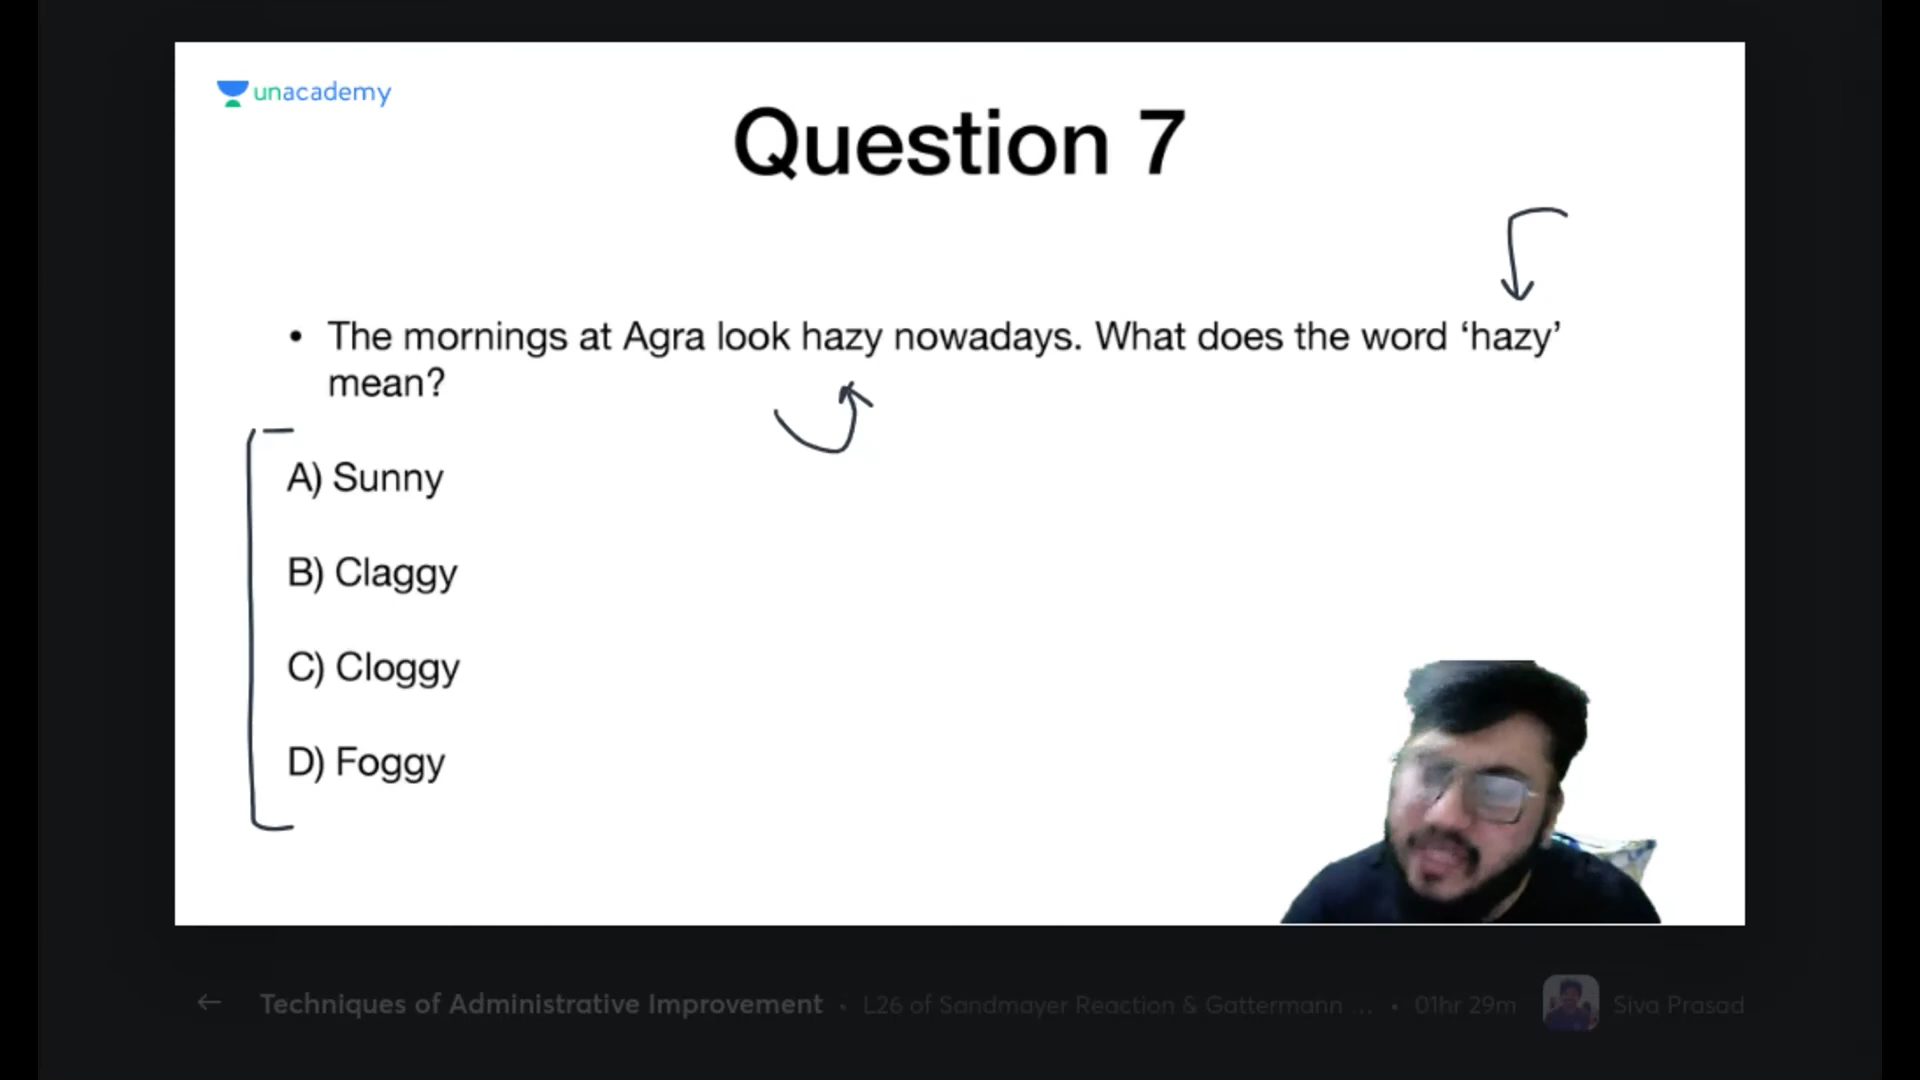 unacademy
Question 7
• The mornings at Agra look hazy nowadays. What does the word ‘hazy’
mean?
A) Sunny
B) Claggy
C) Cloggy
D) Foggy
← Techniques of Administrative Improvement • L26 of Sandmayer Reaction & Gattermann ... • 01hr 29m Siva Prasad